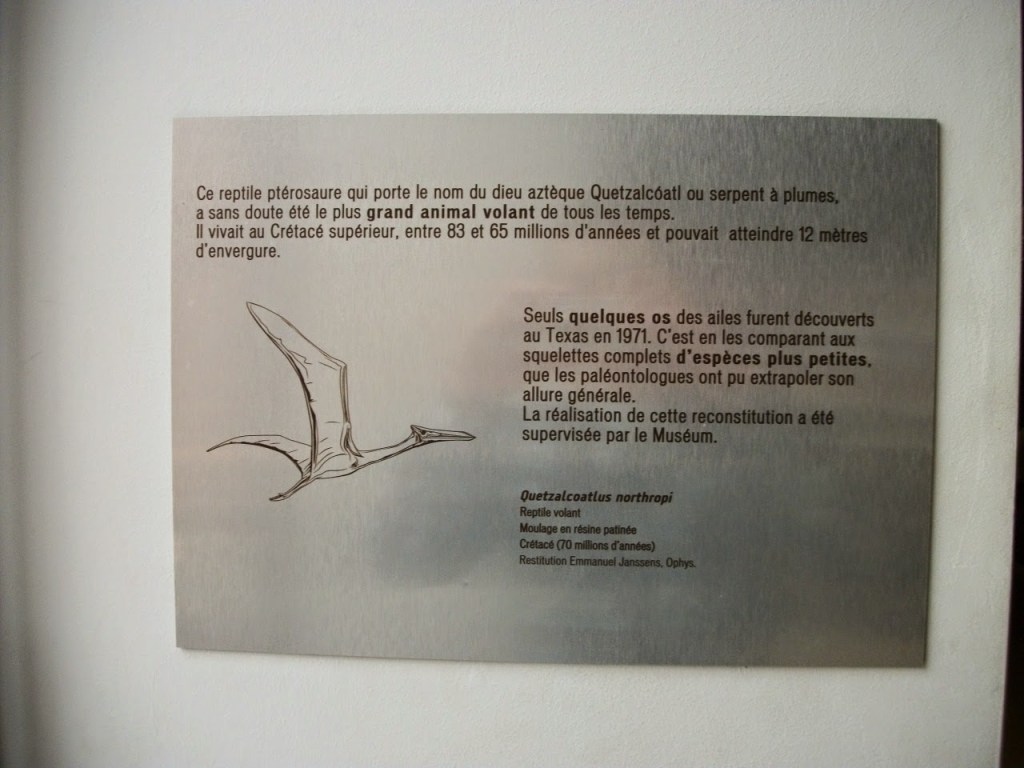 Ce reptile ptérosaure qui porte le nom du dieu aztèque Quetzalcóatl ou serpent à plumes,
a sans doute été le plus grand animal volant de tous les temps.
Il vivait au Crétacé supérieur, entre 83 et 65 millions d'années et pouvait atteindre 12 mètres
d'envergure.
Seuls quelques os des ailes furent découverts
au Texas en 1971. C'est en les comparant aux
squelettes complets d'espèces plus petites,
que les paléontologues ont pu extrapoler son
allure générale.
La réalisation de cette reconstitution a été
supervisée par le Muséum.
Quetzalcoatlus northropi
Reptile volant
Moulage en résine patinée
Crétacé (70 millions d'années)
Restitution Emmanuel Janssens, Ophys.